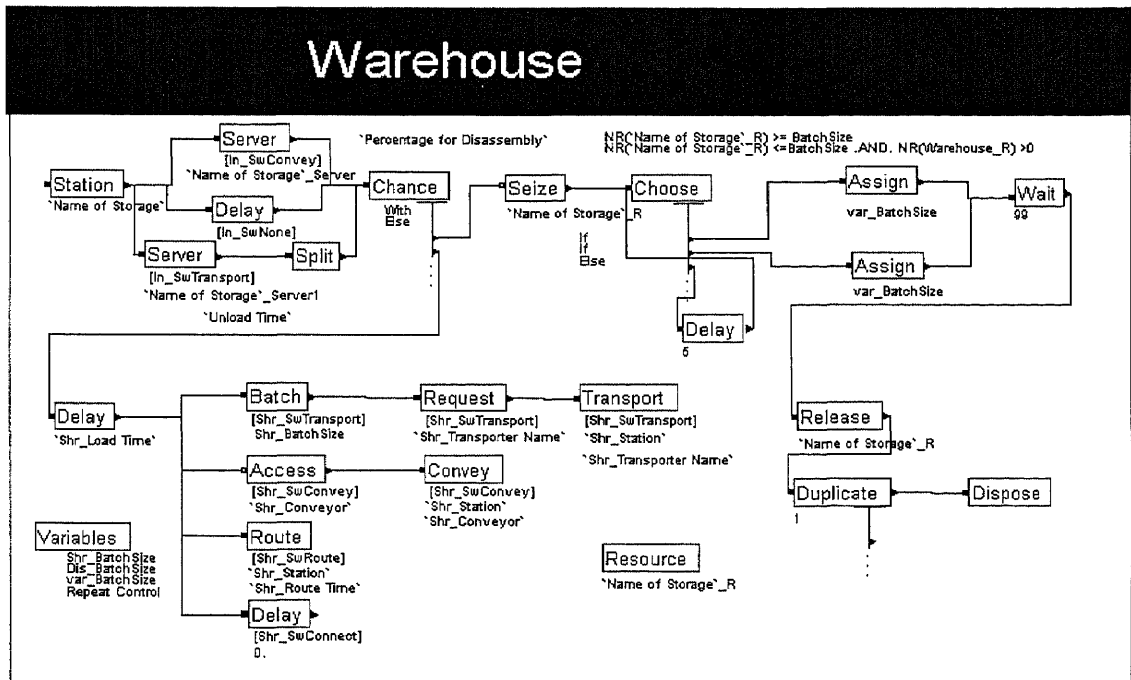 Warehouse
Server
[In_SwConvey]
`Name of Storage`_Server
Station
`Name of Storage`
Delay
[In_SwNone]
Server
[In_SwTransport]
`Name of Storage`_Server1
`Unload Time`
Split
`Percentage for Disassembly`
Chance
With
Else
Seize
`Name of Storage`_R
NR(`Name of Storage`_R) >= BatchSize
NR(`Name of Storage`_R) <=BatchSize .AND. NR(Warehouse_R) >0
Choose
If
If
Else
Delay
5
Assign
var_BatchSize
Assign
var_BatchSize
Wait
99
Delay
`Shr_Load Time`
Batch
[Shr_SwTransport]
Shr_BatchSize
Request
[Shr_SwTransport]
`Shr_Transporter Name`
Transport
[Shr_SwTransport]
`Shr_Station`
`Shr_Transporter Name`
Access
[Shr_SwConvey]
`Shr_Conveyor`
Convey
[Shr_SwConvey]
`Shr_Station`
`Shr_Conveyor`
Variables
Shr_BatchSize
Dis_BatchSize
var_BatchSize
Repeat Control
Route
[Shr_SwRoute]
`Shr_Station`
`Shr_Route Time`
Delay
[Shr_SwConnect]
0.
Resource
`Name of Storage`_R
Release
`Name of Storage`_R
Duplicate
1
Dispose